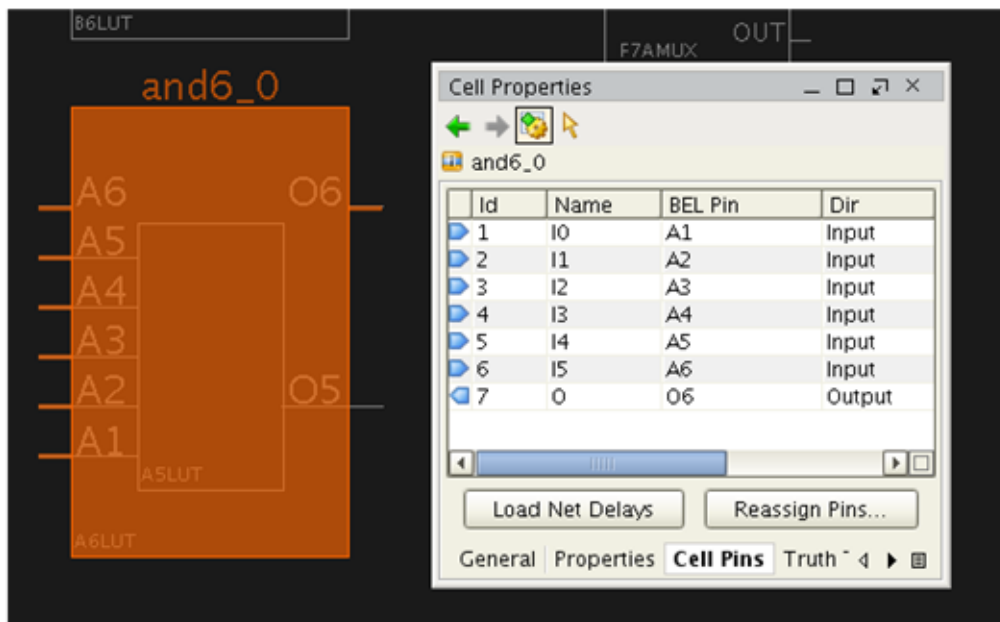 B6LUT
F7AMUX
OUT
and6_0
A6
O6
A5
A4
A3
A2
O5
A1
A5LUT
A6LUT
Cell Properties
and6_0
Id Name BEL Pin Dir
1 I0 A1 Input
2 I1 A2 Input
3 I2 A3 Input
4 I3 A4 Input
5 I4 A5 Input
6 I5 A6 Input
7 O O6 Output
Load Net Delays Reassign Pins...
General Properties Cell Pins Truth